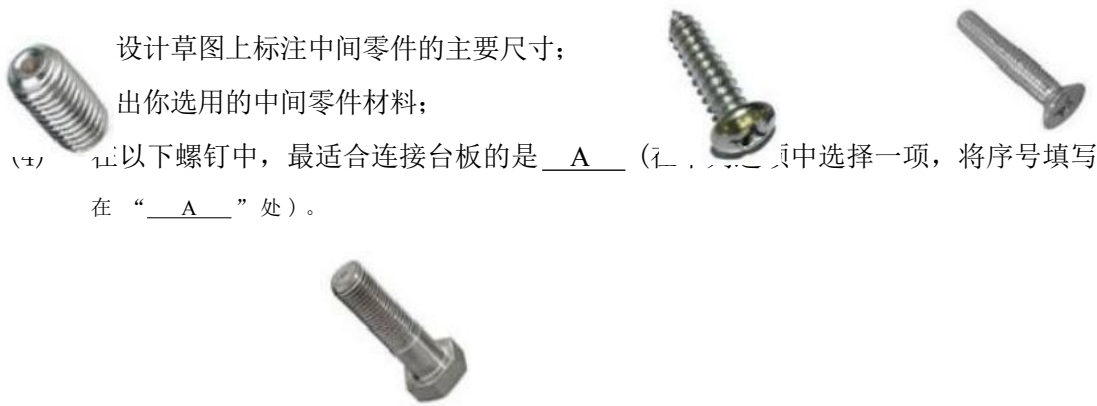 设计草图上标注中间零件的主要尺寸；
出你选用的中间零件材料；
以下螺钉中，最适合连接台板的是 A （在 中选择一项，将序号填写
在 “ A ”处）。